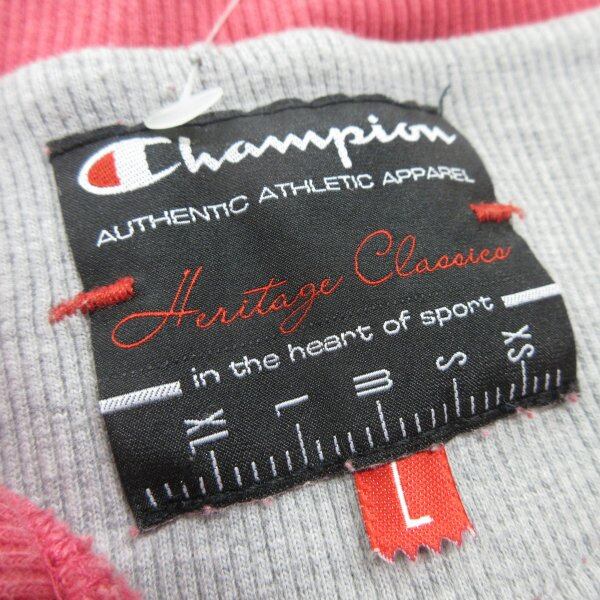 Champion
AUTHENTIC ATHLETIC APPAREL
Heritage Classics
in the heart of sport
XL L M S XS
L